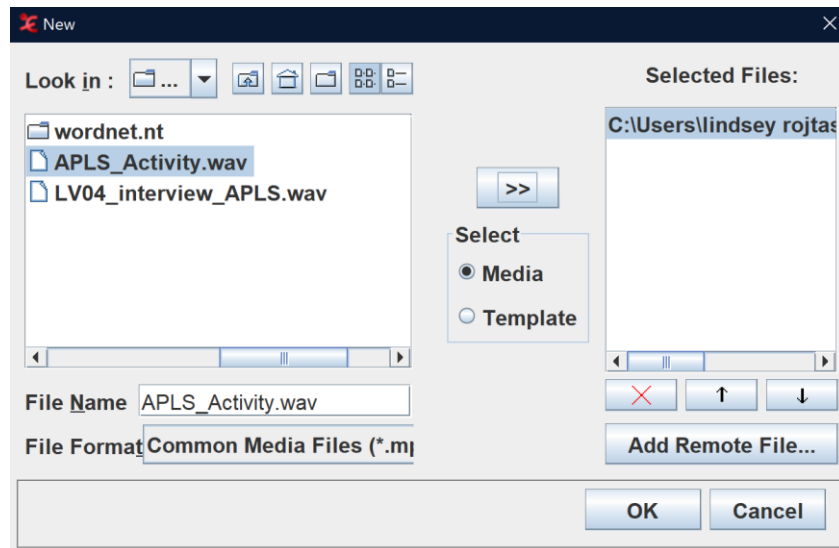 New
Look in : ...
Selected Files:
wordnet.nt
APLS_Activity.wav
LV04_interview_APLS.wav
C:\Users\lindsey rojtas
>>
Select
Media
Template
File Name APLS_Activity.wav
File Format Common Media Files (*.m
Add Remote File...
OK Cancel